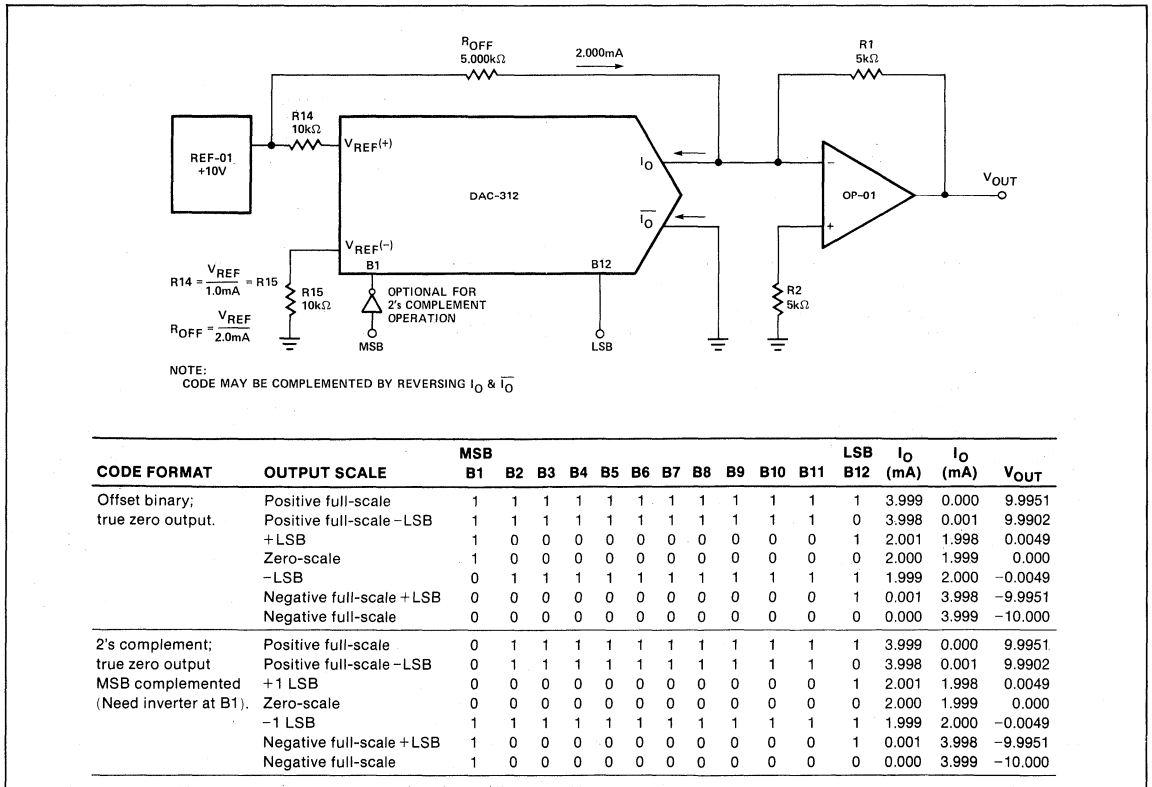 ROFF
5.000kΩ
2.000mA
R1
5kΩ
R14
10kΩ
REF-01
+10V
VREF(+)
IO
DAC-312
OP-01
VOUT
IO
VREF(-)
B1
B12
R14 = VREF / 1.0mA = R15
R15
10kΩ
OPTIONAL FOR
2's COMPLEMENT
OPERATION
R2
5kΩ
ROFF = VREF / 2.0mA
MSB
LSB
NOTE:
CODE MAY BE COMPLEMENTED BY REVERSING IO & IO
MSB LSB IO IO
CODE FORMAT OUTPUT SCALE B1 B2 B3 B4 B5 B6 B7 B8 B9 B10 B11 B12 (mA) (mA) VOUT
Offset binary; Positive full-scale 1 1 1 1 1 1 1 1 1 1 1 1 3.999 0.000 9.9951
true zero output. Positive full-scale –LSB 1 1 1 1 1 1 1 1 1 1 1 0 3.998 0.001 9.9902
+LSB 1 0 0 0 0 0 0 0 0 0 0 1 2.001 1.998 0.0049
Zero-scale 1 0 0 0 0 0 0 0 0 0 0 0 2.000 1.999 0.000
–LSB 0 1 1 1 1 1 1 1 1 1 1 1 1.999 2.000 –0.0049
Negative full-scale +LSB 0 0 0 0 0 0 0 0 0 0 0 1 0.001 3.998 –9.9951
Negative full-scale 0 0 0 0 0 0 0 0 0 0 0 0 0.000 3.999 –10.000
2's complement; Positive full-scale 0 1 1 1 1 1 1 1 1 1 1 1 3.999 0.000 9.9951
true zero output Positive full-scale –LSB 0 1 1 1 1 1 1 1 1 1 1 0 3.998 0.001 9.9902
MSB complemented +1 LSB 0 0 0 0 0 0 0 0 0 0 0 1 2.001 1.998 0.0049
(Need inverter at B1). Zero-scale 0 0 0 0 0 0 0 0 0 0 0 0 2.000 1.999 0.000
–1 LSB 1 1 1 1 1 1 1 1 1 1 1 1 1.999 2.000 –0.0049
Negative full-scale +LSB 1 0 0 0 0 0 0 0 0 0 0 1 0.001 3.998 –9.9951
Negative full-scale 1 0 0 0 0 0 0 0 0 0 0 0 0.000 3.999 –10.000